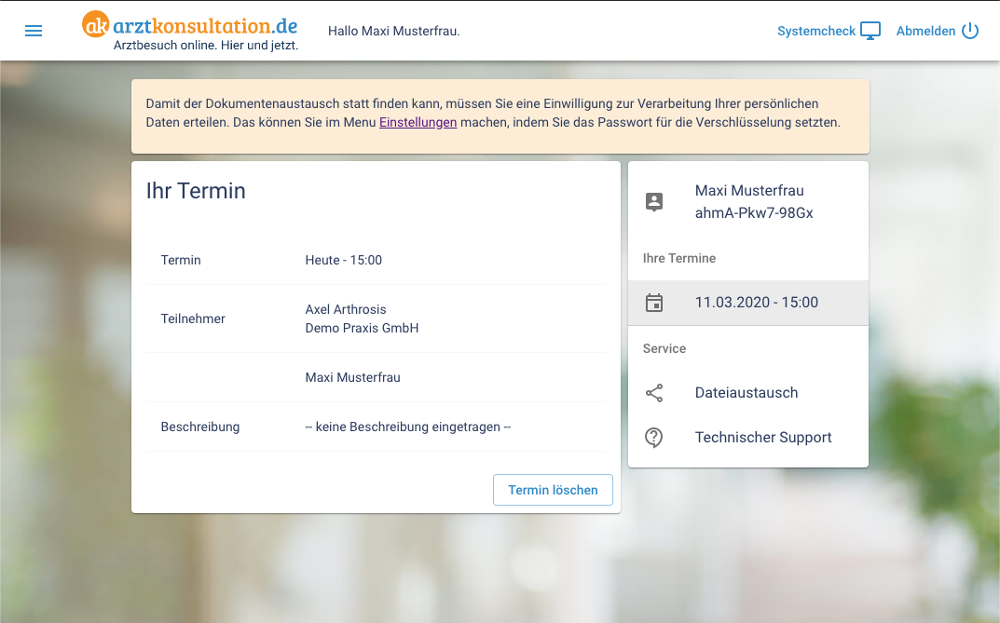 ak arztkonsultation.de
Arztbesuch online. Hier und jetzt.
Hallo Maxi Musterfrau.
Systemcheck
Abmelden
Damit der Dokumentenaustausch statt finden kann, müssen Sie eine Einwilligung zur Verarbeitung Ihrer persönlichen
Daten erteilen. Das können Sie im Menu Einstellungen machen, indem Sie das Passwort für die Verschlüsselung setzten.
Ihr Termin
Termin Heute - 15:00
Teilnehmer Axel Arthrosis
Demo Praxis GmbH
Maxi Musterfrau
Beschreibung -- keine Beschreibung eingetragen --
Termin löschen
Maxi Musterfrau
ahmA-Pkw7-98Gx
Ihre Termine
11.03.2020 - 15:00
Service
Dateiaustausch
Technischer Support